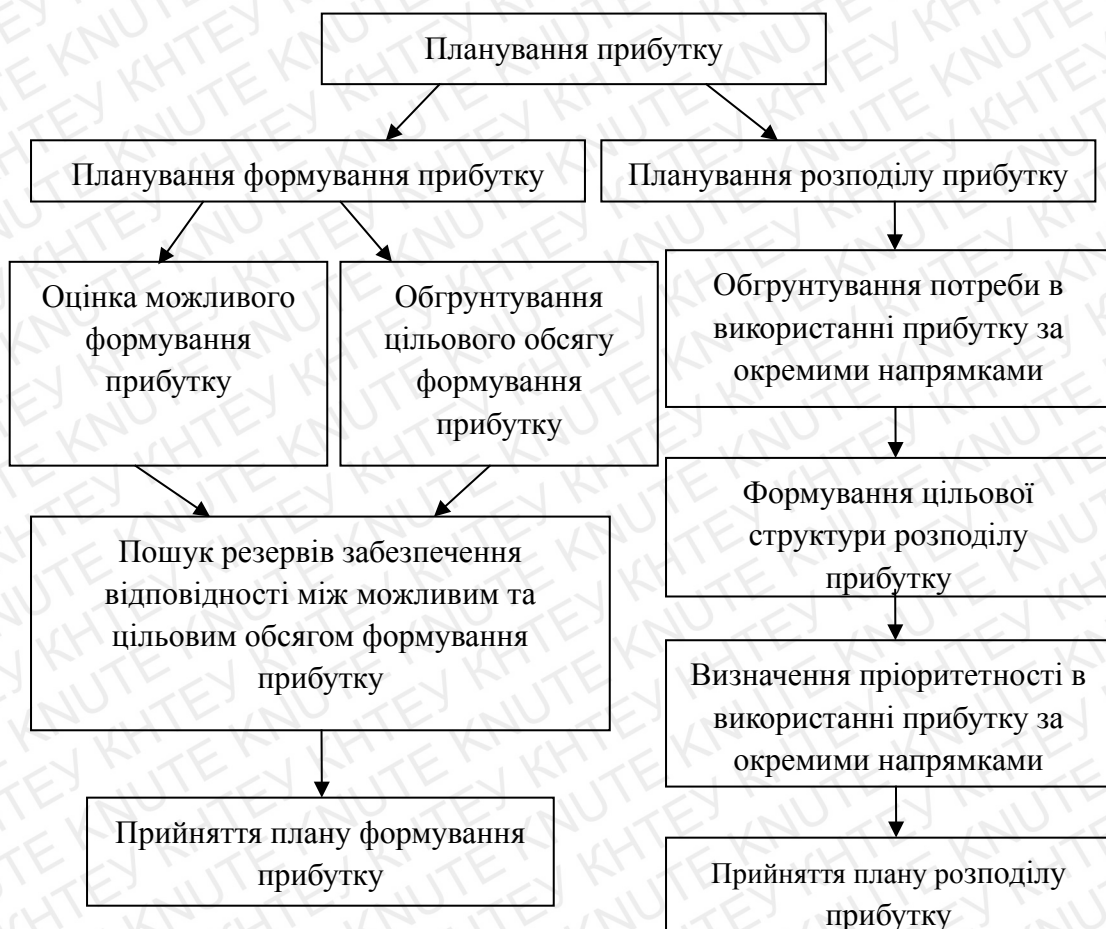 Планування прибутку
Планування формування прибутку
Планування розподілу прибутку
Оцінка можливого
формування
прибутку
Обгрунтування
цільового обсягу
формування
прибутку
Обгрунтування потреби в
використанні прибутку за
окремими напрямками
Формування цільової
структури розподілу
прибутку
Пошук резервів забезпечення
відповідності між можливим та
цільовим обсягом формування
прибутку
Визначення пріоритетності в
використанні прибутку за
окремими напрямками
Прийняття плану формування
прибутку
Прийняття плану розподілу
прибутку